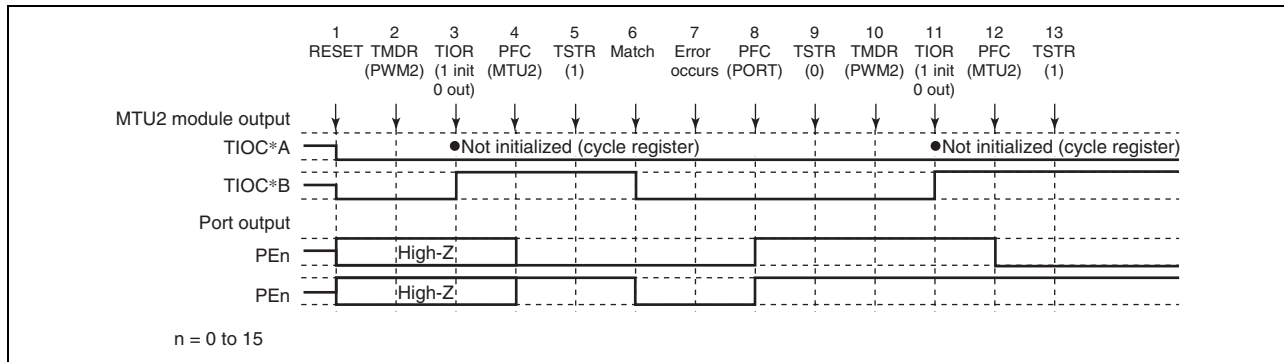 1 2 3 4 5 6 7 8 9 10 11 12 13
RESET TMDR TIOR PFC TSTR Match Error PFC TSTR TMDR TIOR PFC TSTR
(PWM2) (1 init (MTU2) (1) occurs (PORT) (0) (PWM2) (1 init (MTU2) (1)
0 out) 0 out)
MTU2 module output
TIOC*A ●Not initialized (cycle register) ●Not initialized (cycle register)
TIOC*B
Port output
PEn High-Z
PEn High-Z
n = 0 to 15